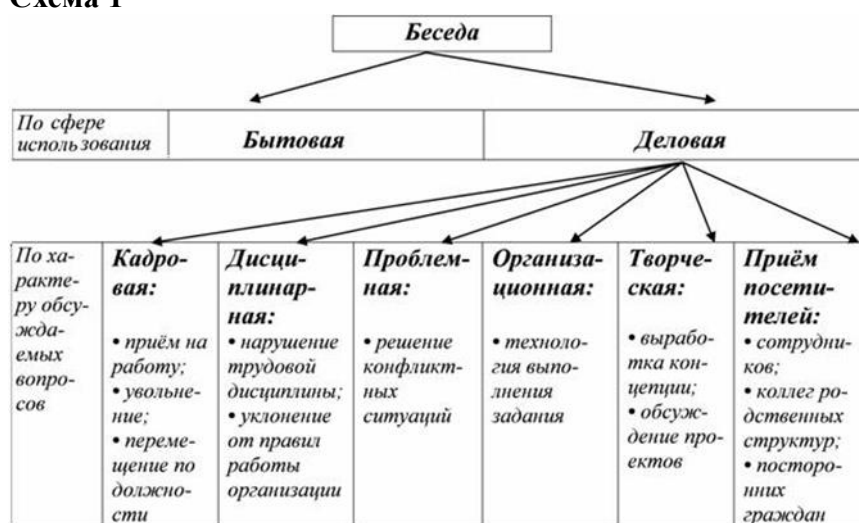 Схема 1
Беседа
По сфере
использования
Бытовая
Деловая
По ха-
ракте-
ру обсу-
ждa-
емых
вопро-
сов
Кадро-
вая:
• приём на
работу;
• увольне-
ние;
• переме-
щение по
должно-
сти
Дисци-
плинар-
ная:
• нарушение
трудовой
дисциплины;
• уклонение
от правил
работы
организации
Проблем-
ная:
• решение
конфликт-
ных
ситуаций
Организа-
ционная:
• техноло-
гия выпо-
лнения
задания
Творче-
ская:
• вырабо-
тка кон-
цепции;
• обсуж-
дение про-
ектов
Приём
посети-
телей:
• сотрудни-
ков;
• коллег ро-
дственных
структур;
• посторо-
нних
граждан